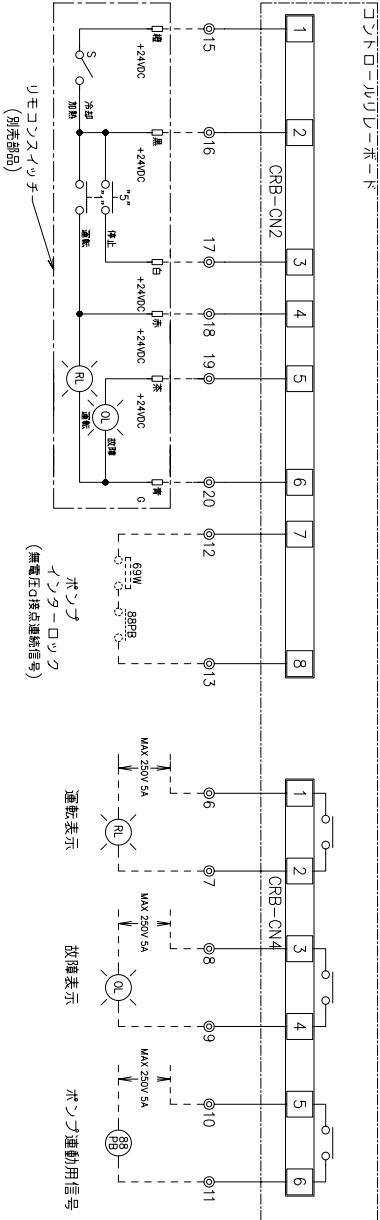 コントロールリレーボード
1 2 3 4 5 6 7 8
1 2 3 4 5 6
CRB-CN2
CRB-CN4
15 16 17 18 19 20 12 13 6 7 8 9 10 11
橙 黒 白 赤 茶 青
+24VDC
+24VDC
+24VDC
+24VDC
+24VDC
G
S
冷却
加熱
"5"
停止
"1"
運転
故障
OL
運転
RL
リモコンスイッチ
(別売部品)
69W
88PB
ポンプ
インターロック
(無電圧a接点連続信号)
MAX 250V 5A
RL
運転表示
MAX 250V 5A
OL
故障表示
MAX 250V 5A
88
PB
ポンプ連動用信号